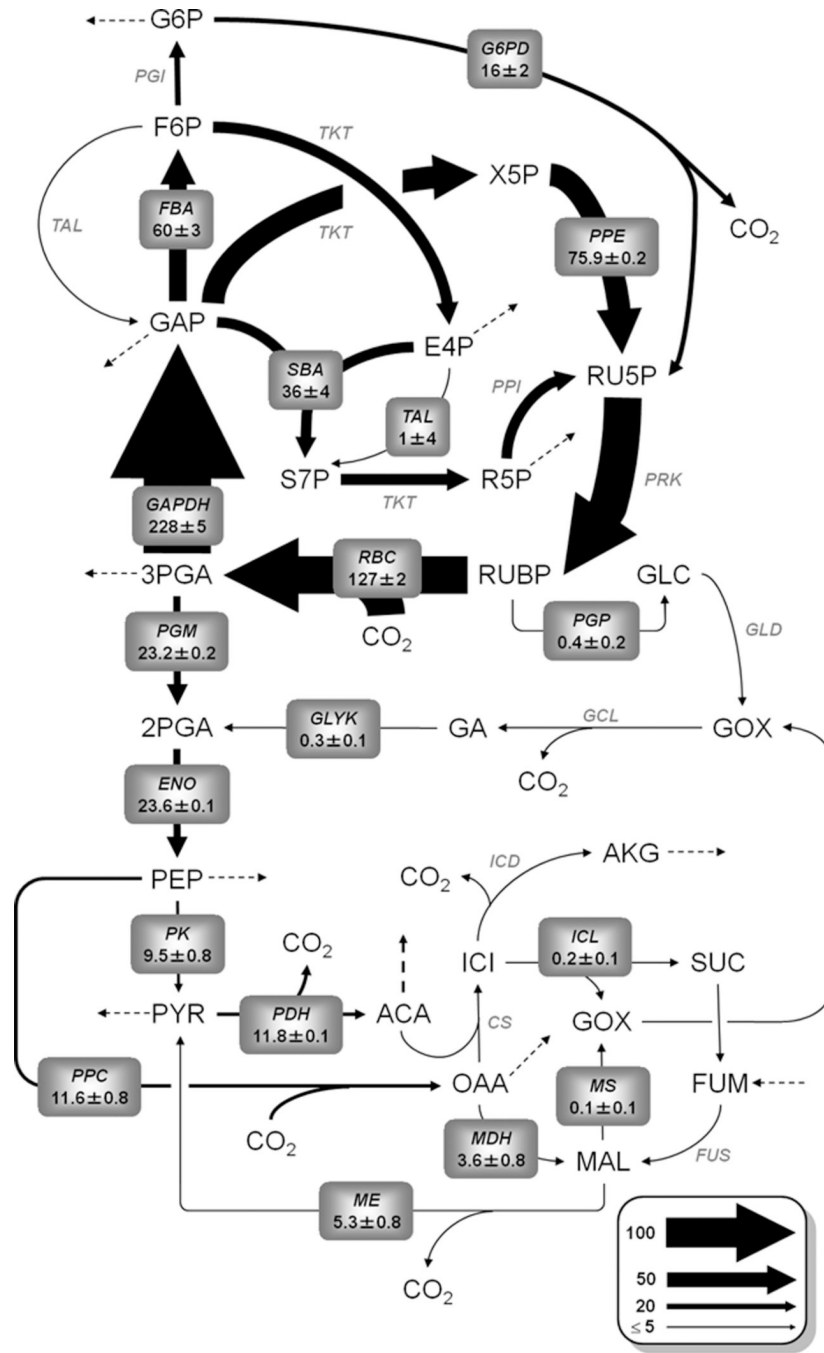 G6P
G6PD
16±2
PGI
F6P
TKT
X5P
CO2
TAL
FBA
60±3
TKT
PPE
75.9±0.2
GAP
E4P
SBA
36±4
RU5P
PPI
TAL
1±4
S7P
TKT
R5P
PRK
GAPDH
228±5
3PGA
RBC
127±2
RUBP
GLC
CO2
PGP
0.4±0.2
GLD
PGM
23.2±0.2
2PGA
GLYK
0.3±0.1
GA
GCL
GOX
CO2
ENO
23.6±0.1
PEP
CO2
ICD
AKG
PK
9.5±0.8
CO2
ICI
ICL
0.2±0.1
SUC
PYR
PDH
11.8±0.1
ACA
CS
GOX
PPC
11.6±0.8
OAA
MS
0.1±0.1
FUM
CO2
MDH
3.6±0.8
MAL
FUS
ME
5.3±0.8
CO2
100
50
20
≤ 5